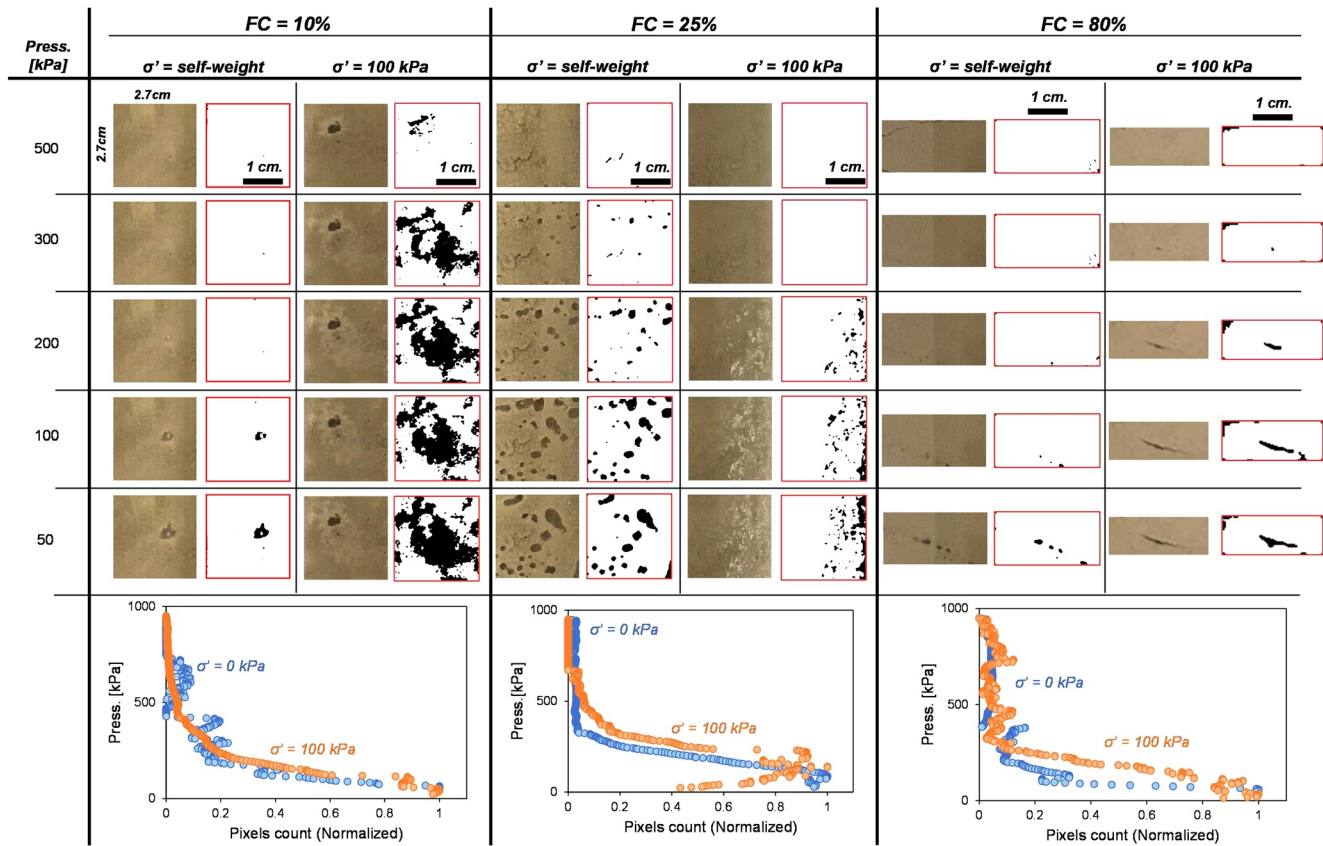 FC = 10%
FC = 25%
FC = 80%
Press.
[kPa]
σ' = self-weight
σ' = 100 kPa
σ' = self-weight
σ' = 100 kPa
σ' = self-weight
σ' = 100 kPa
2.7cm
2.7cm
1 cm.
1 cm.
1 cm.
1 cm.
1 cm.
1 cm.
500
300
200
100
50
1000
500
0
Press. [kPa]
σ' = 0 kPa
σ' = 100 kPa
0 0.2 0.4 0.6 0.8 1
Pixels count (Normalized)
1000
500
0
Press. [kPa]
σ' = 0 kPa
σ' = 100 kPa
0 0.2 0.4 0.6 0.8 1
Pixels count (Normalized)
1000
500
0
Press. [kPa]
σ' = 0 kPa
σ' = 100 kPa
0 0.2 0.4 0.6 0.8 1
Pixels count (Normalized)